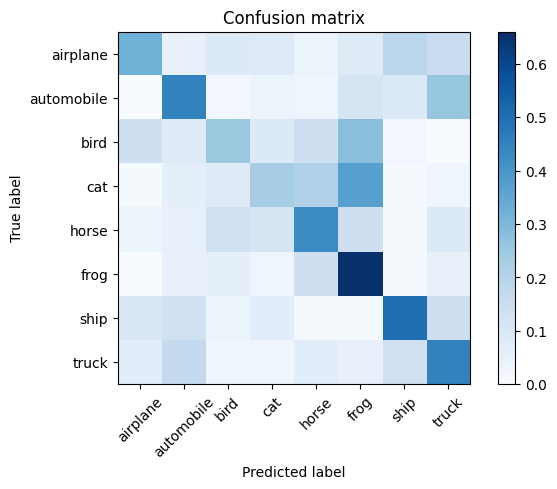 Confusion matrix
True label
airplane
automobile
bird
cat
horse
frog
ship
truck
airplane
automobile
bird
cat
horse
frog
ship
truck
Predicted label
0.6
0.5
0.4
0.3
0.2
0.1
0.0